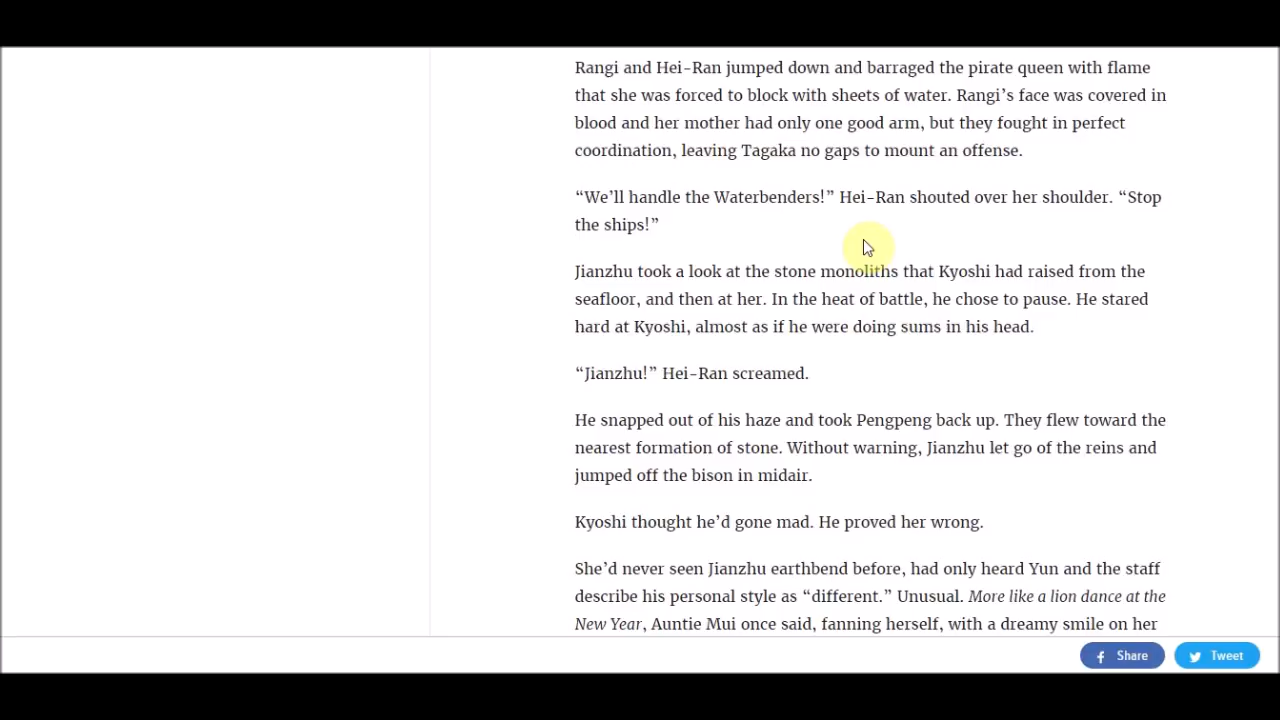 Rangi and Hei-Ran jumped down and barraged the pirate queen with flame
that she was forced to block with sheets of water. Rangi’s face was covered in
blood and her mother had only one good arm, but they fought in perfect
coordination, leaving Tagaka no gaps to mount an offense.
“We’ll handle the Waterbenders!” Hei-Ran shouted over her shoulder. “Stop
the ships!”
Jianzhu took a look at the stone monoliths that Kyoshi had raised from the
seafloor, and then at her. In the heat of battle, he chose to pause. He stared
hard at Kyoshi, almost as if he were doing sums in his head.
“Jianzhu!” Hei-Ran screamed.
He snapped out of his haze and took Pengpeng back up. They flew toward the
nearest formation of stone. Without warning, Jianzhu let go of the reins and
jumped off the bison in midair.
Kyoshi thought he’d gone mad. He proved her wrong.
She’d never seen Jianzhu earthbend before, had only heard Yun and the staff
describe his personal style as “different.” Unusual. More like a lion dance at the
New Year, Auntie Mui once said, fanning herself, with a dreamy smile on her
Share
Tweet